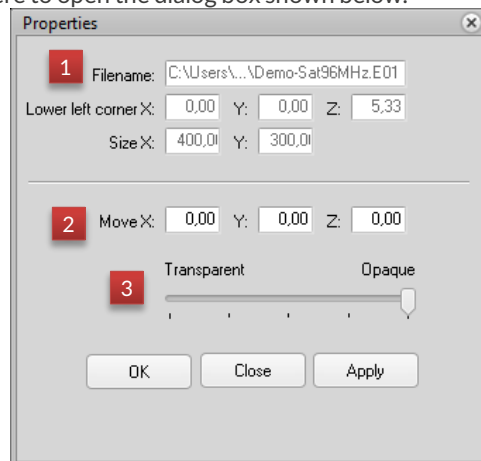 ere to open the dialog box shown below.
Properties
1 Filename: C:\Users\...\Demo-Sat96MHz.E01
Lower left corner X: 0,00 Y: 0,00 Z: 5,33
Size X: 400,0 Y: 300,0
2 Move X: 0,00 Y: 0,00 Z: 0,00
Transparent Opaque
3
OK Close Apply